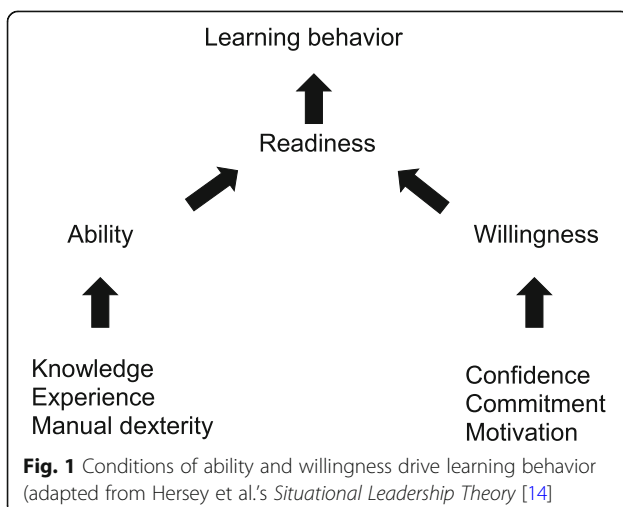 Learning behavior
Readiness
Ability
Willingness
Knowledge
Experience
Manual dexterity
Confidence
Commitment
Motivation
Fig. 1 Conditions of ability and willingness drive learning behavior
(adapted from Hersey et al.'s Situational Leadership Theory [14]